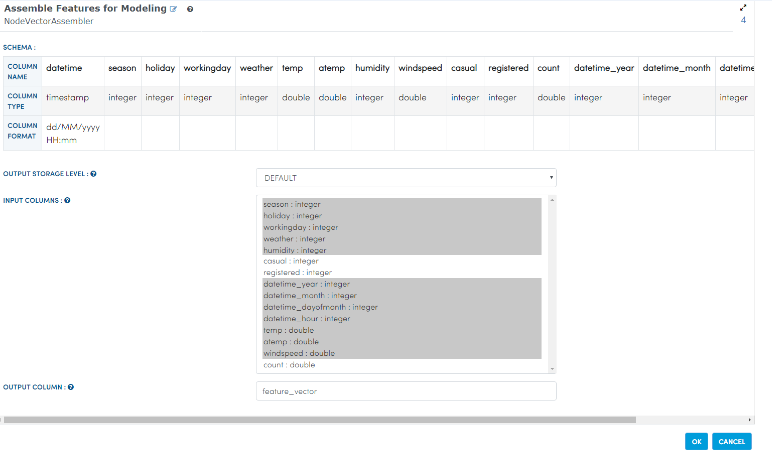 Assemble Features for Modeling
NodeVectorAssembler
4
SCHEMA :
COLUMN NAME datetime season holiday workingday weather temp atemp humidity windspeed casual registered count datetime_year datetime_month datetime
COLUMN TYPE timestamp integer integer integer integer double double integer double integer integer double integer integer integer
COLUMN FORMAT dd/MM/yyyy HH:mm
OUTPUT STORAGE LEVEL :
DEFAULT
INPUT COLUMNS :
season : integer
holiday : integer
workingday : integer
weather : integer
humidity : integer
casual : integer
registered : integer
datetime_year : integer
datetime_month : integer
datetime_dayofmonth : integer
datetime_hour : integer
temp : double
atemp : double
windspeed : double
count : double
OUTPUT COLUMN :
feature_vector
OK CANCEL